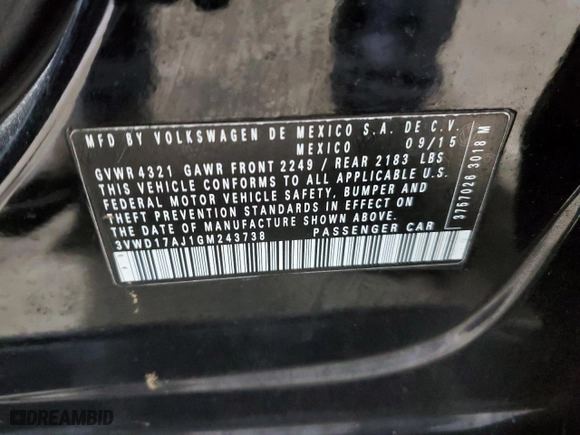 MFD BY VOLKSWAGEN DE MEXICO S.A. DE C.V.
MEXICO 09/15
GVWR 4321 GAWR FRONT 2249 / REAR 2183 LBS
THIS VEHICLE CONFORMS TO ALL APPLICABLE U.S.
FEDERAL MOTOR VEHICLE SAFETY, BUMPER AND
THEFT PREVENTION STANDARDS IN EFFECT ON
THE DATE OF MANUFACTURE SHOWN ABOVE.
3VWD17AJ1GM243738 PASSENGER CAR
9767026 3018 M
DREAMBID